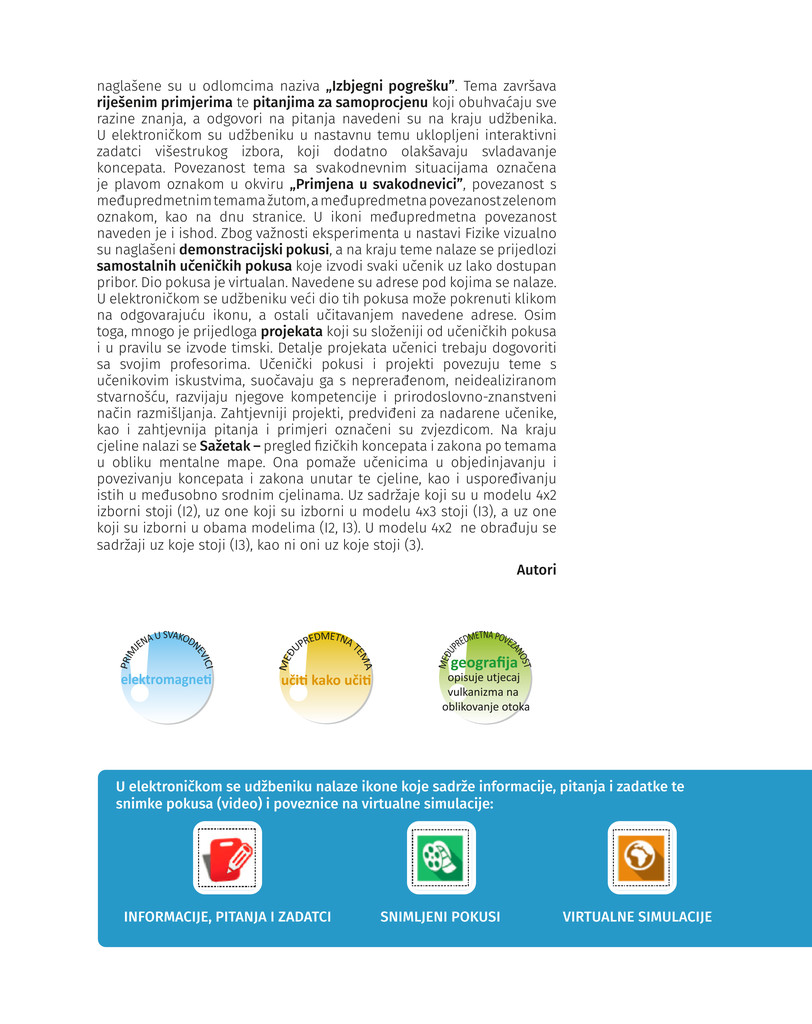 naglašene su u odlomcima naziva „Izbjegni pogrešku”. Tema završava
riješenim primjerima te pitanjima za samoprocjenu koji obuhvaćaju sve
razine znanja, a odgovori na pitanja navedeni su na kraju udžbenika.
U elektroničkom su udžbeniku u nastavnu temu uklopljeni interaktivni
zadatci višestrukog izbora, koji dodatno olakšavaju svladavanje
koncepata. Povezanost tema sa svakodnevnim situacijama označena
je plavom oznakom u okviru „Primjena u svakodnevici”, povezanost s
međupredmetnim temama žutom, a međupredmetna povezanost zelenom
oznakom, kao na dnu stranice. U ikoni međupredmetna povezanost
naveden je i ishod. Zbog važnosti eksperimenta u nastavi Fizike vizualno
su naglašeni demonstracijski pokusi, a na kraju teme nalaze se prijedlozi
samostalnih učeničkih pokusa koje izvodi svaki učenik uz lako dostupan
pribor. Dio pokusa je virtualan. Navedene su adrese pod kojima se nalaze.
U elektroničkom se udžbeniku veći dio tih pokusa može pokrenuti klikom
na odgovarajuću ikonu, a ostali učitavanjem navedene adrese. Osim
toga, mnogo je prijedloga projekata koji su složeniji od učeničkih pokusa
i u pravilu se izvode timski. Detalje projekata učenici trebaju dogovoriti
sa svojim profesorima. Učenički pokusi i projekti povezuju teme s
učenikovim iskustvima, suočavaju ga s neprerađenom, neidealiziranom
stvarnošću, razvijaju njegove kompetencije i prirodoslovno-znanstveni
način razmišljanja. Zahtjevniji projekti, predviđeni za nadarene učenike,
kao i zahtjevnija pitanja i primjeri označeni su zvjezdicom. Na kraju
cjeline nalazi se Sažetak – pregled fizičkih koncepata i zakona po temama
u obliku mentalne mape. Ona pomaže učenicima u objedinjavanju i
povezivanju koncepata i zakona unutar te cjeline, kao i uspoređivanju
istih u međusobno srodnim cjelinama. Uz sadržaje koji su u modelu 4x2
izborni stoji (I2), uz one koji su izborni u modelu 4x3 stoji (I3), a uz one
koji su izborni u obama modelima (I2, I3). U modelu 4x2 ne obrađuju se
sadržaji uz koje stoji (I3), kao ni oni uz koje stoji (3).
Autori
PRIMJENA U SVAKODNEVICI
elektromagneti
MEĐUPREDMETNA TEMA
učiti kako učiti
MEĐUPREDMETNA POVEZANOST
geografija
opisuje utjecaj
vulkanizma na
oblikovanje otoka
U elektroničkom se udžbeniku nalaze ikone koje sadrže informacije, pitanja i zadatke te
snimke pokusa (video) i poveznice na virtualne simulacije:
INFORMACIJE, PITANJA I ZADATCI
SNIMLJENI POKUSI
VIRTUALNE SIMULACIJE